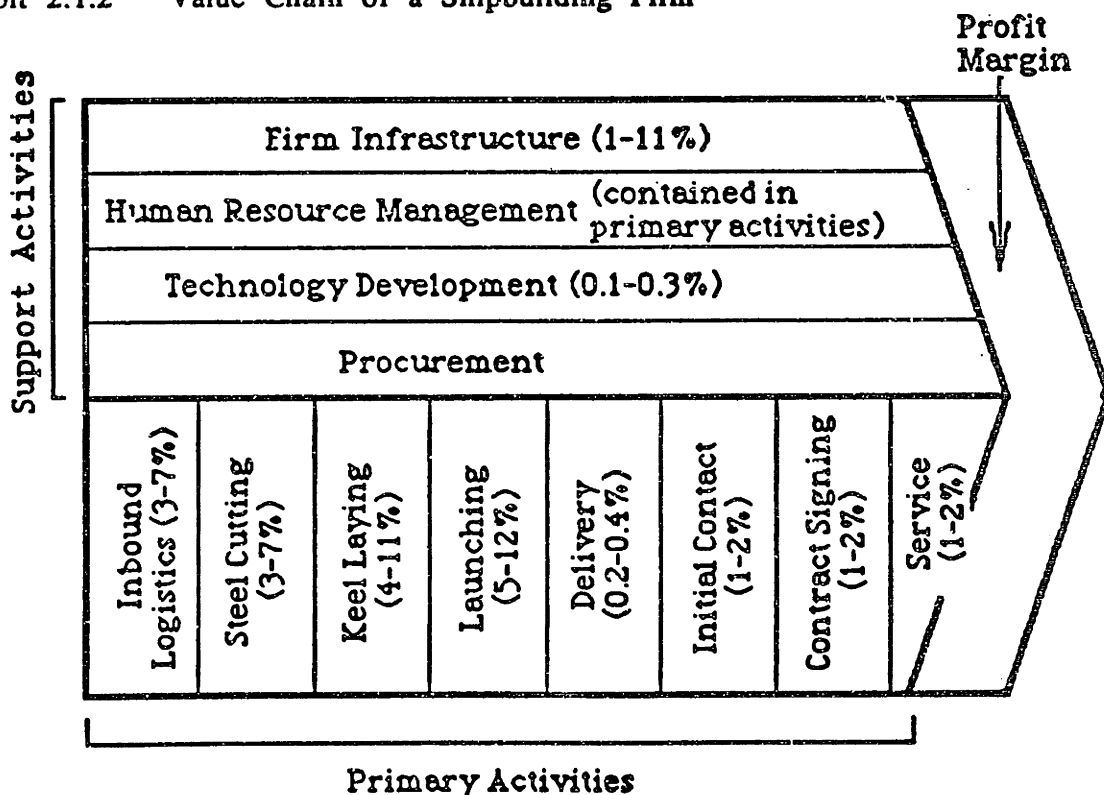 2.1.2 Value Chain of a Shipbuilding Firm
Profit
Margin
Support Activities
Firm Infrastructure (1-11%)
Human Resource Management (contained in
primary activities)
Technology Development (0.1-0.3%)
Procurement
Inbound
Logistics (3-7%)
Steel Cutting
(3-7%)
Keel Laying
(4-11%)
Launching
(5-12%)
Delivery
(0.2-0.4%)
Initial Contact
(1-2%)
Contract Signing
(1-2%)
Service
(1-2%)
Primary Activities